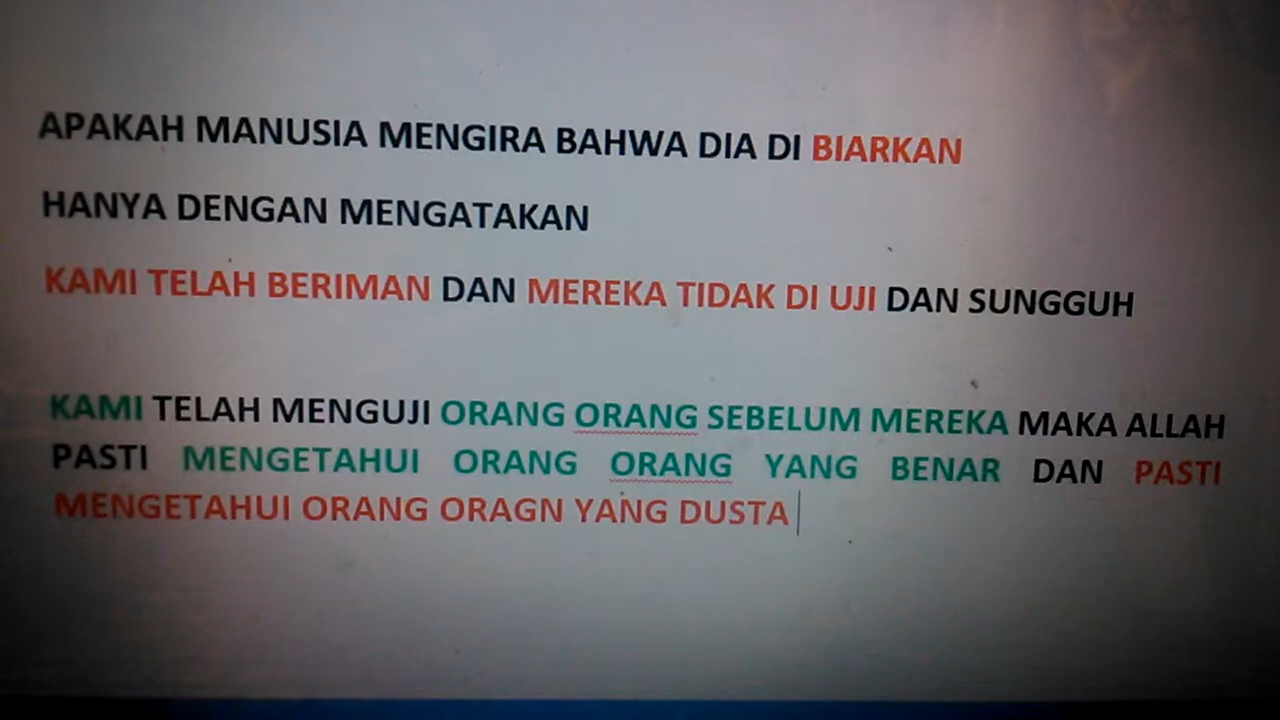 APAKAH MANUSIA MENGIRA BAHWA DIA DI BIARKAN
HANYA DENGAN MENGATAKAN
KAMI TELAH BERIMAN DAN MEREKA TIDAK DI UJI DAN SUNGGUH
KAMI TELAH MENGUJI ORANG ORANG SEBELUM MEREKA MAKA ALLAH
PASTI MENGETAHUI ORANG ORANG YANG BENAR DAN PASTI
MENGETAHUI ORANG ORAGN YANG DUSTA